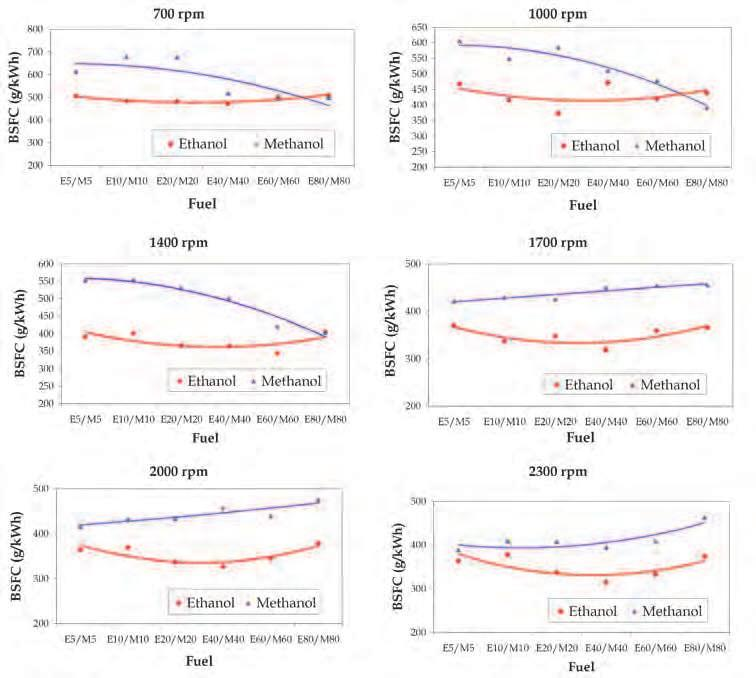 700 rpm
BSFC (g/kWh)
800
700
600
500
400
300
200
Ethanol Methanol
E5/M5 E10/M10 E20/M20 E40/M40 E60/M60 E80/M80
Fuel
1000 rpm
BSFC (g/kWh)
650
600
550
500
450
400
350
300
250
200
Ethanol Methanol
E5/M5 E10/M10 E20/M20 E40/M40 E60/M60 E80/M80
Fuel
1400 rpm
BSFC (g/kWh)
600
550
500
450
400
350
300
250
200
Ethanol Methanol
E5/M5 E10/M10 E20/M20 E40/M40 E60/M60 E80/M80
Fuel
1700 rpm
BSFC (g/kWh)
500
400
300
200
Ethanol Methanol
E5/M5 E10/M10 E20/M20 E40/M40 E60/M60 E80/M80
Fuel
2000 rpm
BSFC (g/kWh)
500
400
300
200
Ethanol Methanol
E5/M5 E10/M10 E20/M20 E40/M40 E60/M60 E80/M80
Fuel
2300 rpm
BSFC (g/kWh)
500
400
300
200
Ethanol Methanol
E5/M5 E10/M10 E20/M20 E40/M40 E60/M60 E80/M80
Fuel